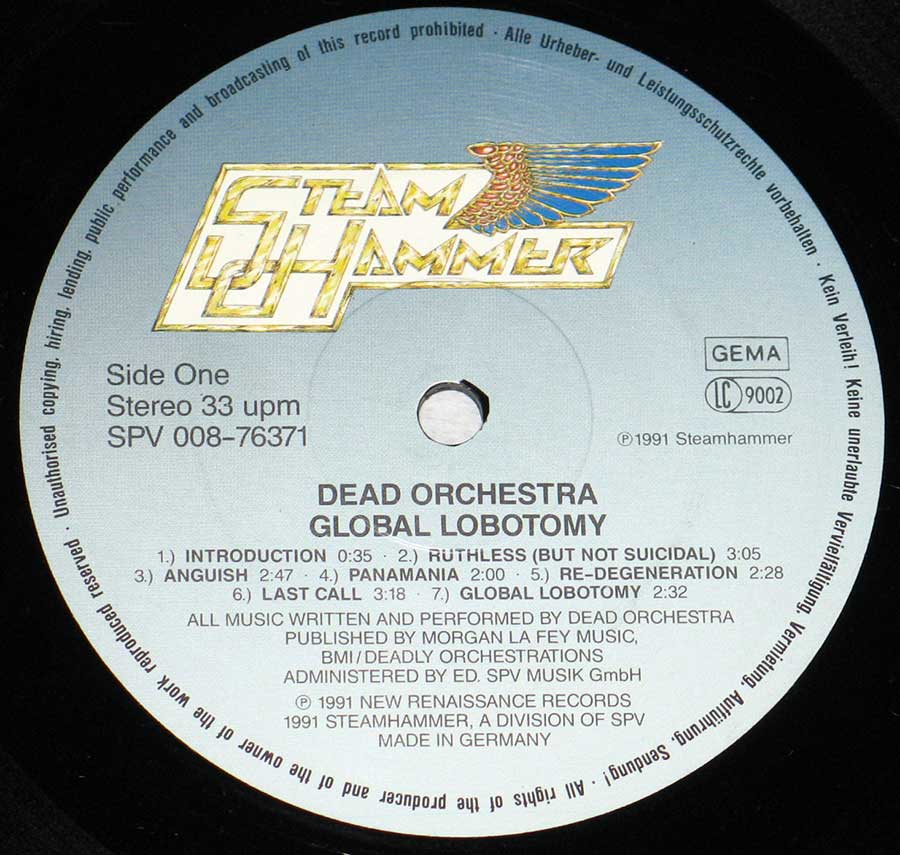 STEAM
HAMMER
Side One
Stereo 33 upm
SPV 008-76371
GEMA
LC 9002
℗ 1991 Steamhammer
DEAD ORCHESTRA
GLOBAL LOBOTOMY
1.) INTRODUCTION 0:35 · 2.) RUTHLESS (BUT NOT SUICIDAL) 3:05
3.) ANGUISH 2:47 · 4.) PANAMANIA 2:00 · 5.) RE-DEGENERATION 2:28
6.) LAST CALL 3:18 · 7.) GLOBAL LOBOTOMY 2:32
ALL MUSIC WRITTEN AND PERFORMED BY DEAD ORCHESTRA
PUBLISHED BY MORGAN LA FEY MUSIC,
BMI/DEADLY ORCHESTRATIONS
ADMINISTERED BY ED. SPV MUSIK GmbH
℗ 1991 NEW RENAISSANCE RECORDS
1991 STEAMHAMMER, A DIVISION OF SPV
MADE IN GERMANY
· Alle Urheber- und Leistungsschutzrechte vorbehalten · Kein Verleih! Keine unerlaubte Vervielfältigung, Vermietung, Aufführung, Sendung! · All rights of the producer and of the owner of the work reproduced reserved · Unauthorised copying, hiring, lending, public performance and broadcasting of this record prohibited